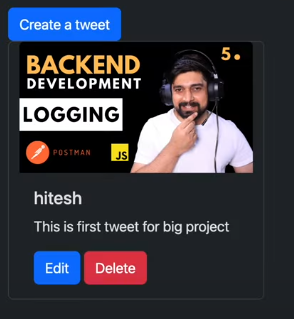 Create a tweet
BACKEND
5.
DEVELOPMENT
LOGGING
POSTMAN
JS
hitesh
This is first tweet for big project
Edit
Delete